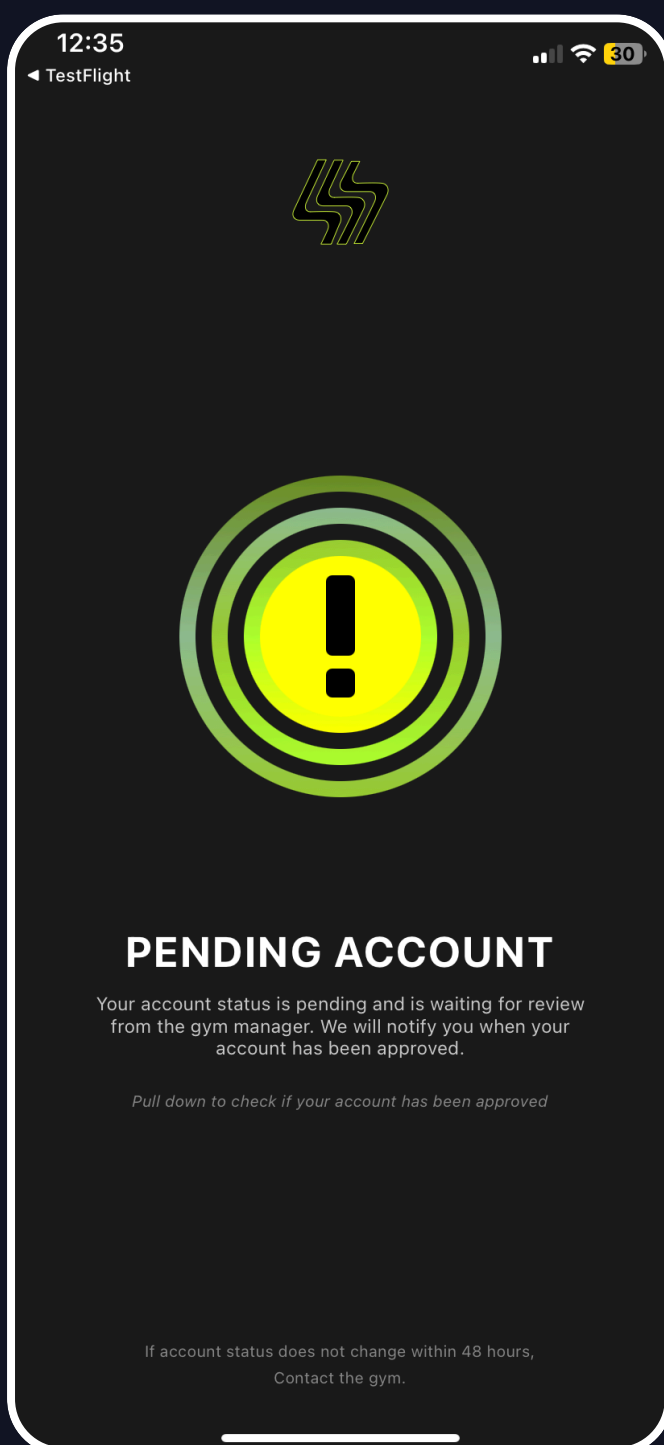 12:35
30
◀ TestFlight
!
PENDING ACCOUNT
Your account status is pending and is waiting for review
from the gym manager. We will notify you when your
account has been approved.
Pull down to check if your account has been approved
If account status does not change within 48 hours,
Contact the gym.